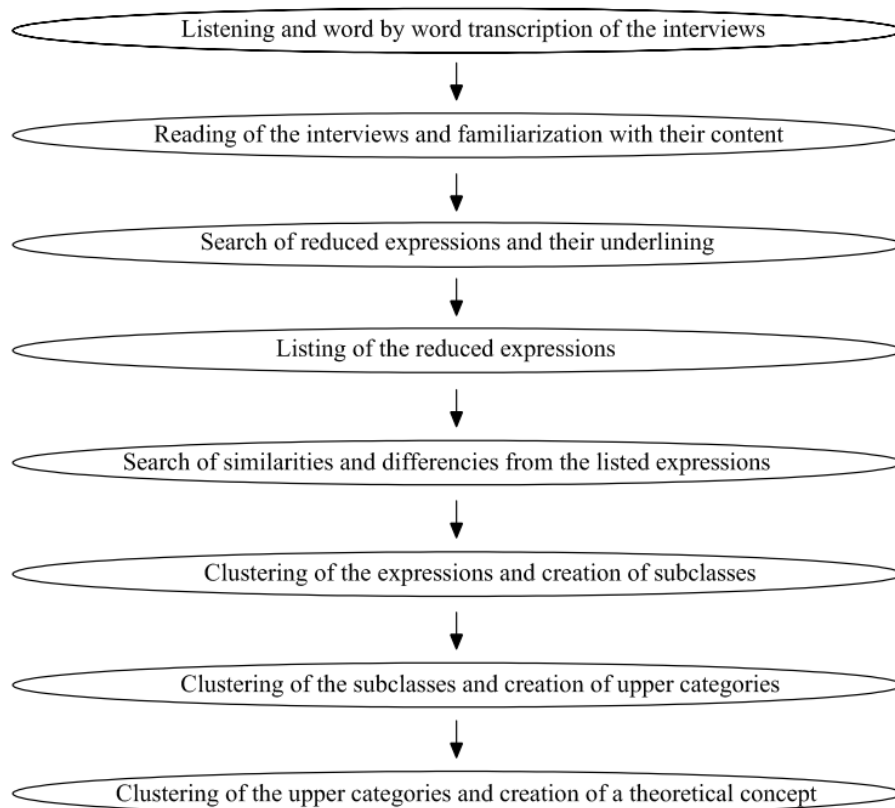 Listening and word by word transcription of the interviews
Reading of the interviews and familiarization with their content
Search of reduced expressions and their underlining
Listing of the reduced expressions
Search of similarities and differencies from the listed expressions
Clustering of the expressions and creation of subclasses
Clustering of the subclasses and creation of upper categories
Clustering of the upper categories and creation of a theoretical concept